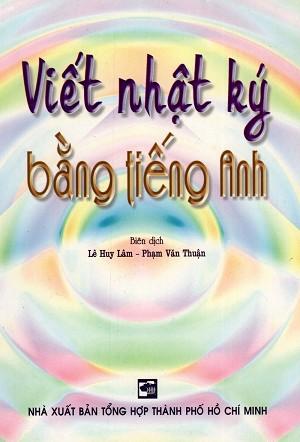 Viết nhật ký
bằng tiếng Anh
Biên dịch
Lê Huy Lâm - Phạm Văn Thuận
NHÀ XUẤT BẢN TỔNG HỢP THÀNH PHỐ HỒ CHÍ MINH